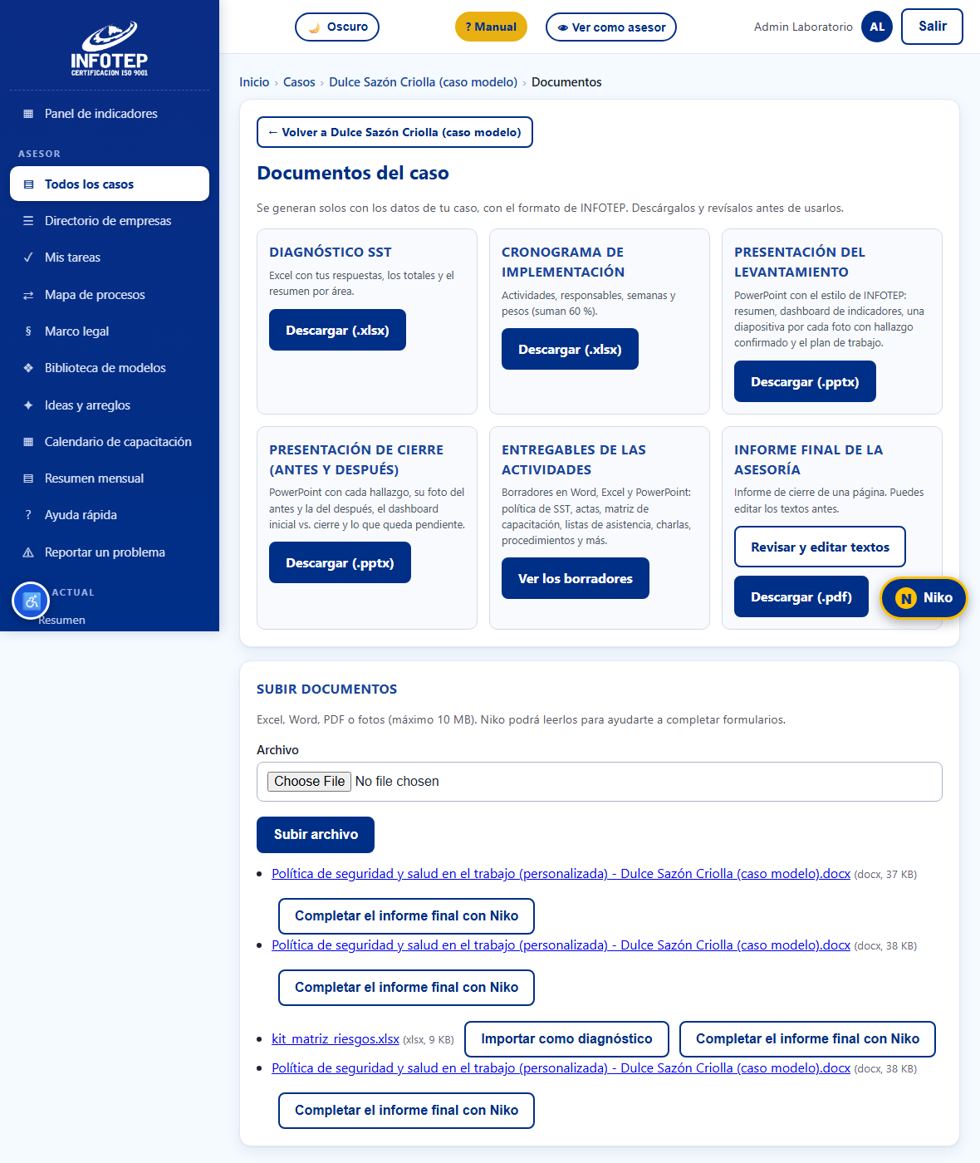 INFOTEP
CERTIFICACION ISO 9001
Panel de indicadores
ASESOR
Todos los casos
Directorio de empresas
Mis tareas
Mapa de procesos
Marco legal
Biblioteca de modelos
Ideas y arreglos
Calendario de capacitación
Resumen mensual
Ayuda rápida
Reportar un problema
ACTUAL
Resumen
Oscuro
? Manual
Ver como asesor
Admin Laboratorio
AL
Salir
Inicio › Casos › Dulce Sazón Criolla (caso modelo) › Documentos
← Volver a Dulce Sazón Criolla (caso modelo)
Documentos del caso
Se generan solos con los datos de tu caso, con el formato de INFOTEP. Descárgalos y revísalos antes de usarlos.
DIAGNÓSTICO SST
Excel con tus respuestas, los totales y el
resumen por área.
Descargar (.xlsx)
CRONOGRAMA DE
IMPLEMENTACIÓN
Actividades, responsables, semanas y
pesos (suman 60 %).
Descargar (.xlsx)
PRESENTACIÓN DEL
LEVANTAMIENTO
PowerPoint con el estilo de INFOTEP:
resumen, dashboard de indicadores, una
diapositiva por cada foto con hallazgo
confirmado y el plan de trabajo.
Descargar (.pptx)
PRESENTACIÓN DE CIERRE
(ANTES Y DESPUÉS)
PowerPoint con cada hallazgo, su foto del
antes y la del después, el dashboard
inicial vs. cierre y lo que queda pendiente.
Descargar (.pptx)
ENTREGABLES DE LAS
ACTIVIDADES
Borradores en Word, Excel y PowerPoint:
política de SST, actas, matriz de
capacitación, listas de asistencia, charlas,
procedimientos y más.
Ver los borradores
INFORME FINAL DE LA
ASESORÍA
Informe de cierre de una página. Puedes
editar los textos antes.
Revisar y editar textos
Descargar (.pdf)
N Niko
SUBIR DOCUMENTOS
Excel, Word, PDF o fotos (máximo 10 MB). Niko podrá leerlos para ayudarte a completar formularios.
Archivo
Choose File No file chosen
Subir archivo
Política de seguridad y salud en el trabajo (personalizada) - Dulce Sazón Criolla (caso modelo).docx (docx, 37 KB)
Completar el informe final con Niko
Política de seguridad y salud en el trabajo (personalizada) - Dulce Sazón Criolla (caso modelo).docx (docx, 38 KB)
Completar el informe final con Niko
kit_matriz_riesgos.xlsx (xlsx, 9 KB) Importar como diagnóstico Completar el informe final con Niko
Política de seguridad y salud en el trabajo (personalizada) - Dulce Sazón Criolla (caso modelo).docx (docx, 38 KB)
Completar el informe final con Niko